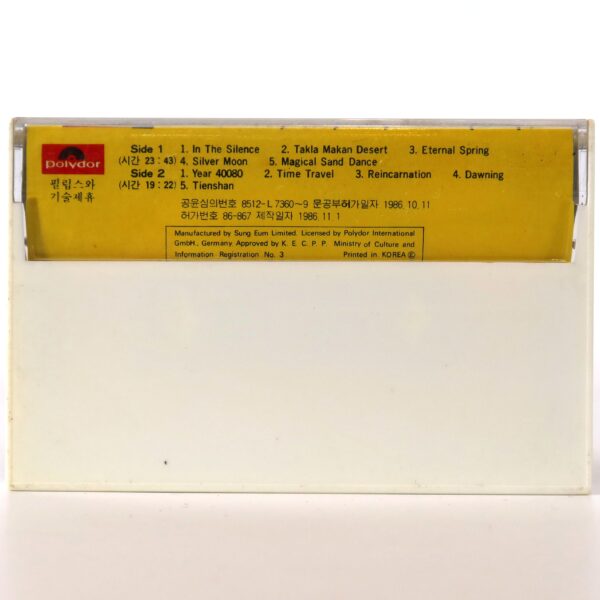 polydor
필립스와
기술제휴
Side 1 1. In The Silence 2. Takla Makan Desert 3. Eternal Spring
(시간 23 : 43) 4. Silver Moon 5. Magical Sand Dance
Side 2 1. Year 40080 2. Time Travel 3. Reincarnation 4. Dawning
(시간 19 : 22) 5. Tienshan
공윤심의번호 8512-L7360~9 문공부허가일자 1986.10.11
허가번호 86-867 제작일자 1986.11.1
Manufactured by Sung Eum Limited. Licensed by Polydor International
GmbH., Germany Approved by K. E. C. P. P. Ministry of Culture and
Information Registration No. 3 Printed in KOREA ⓒ